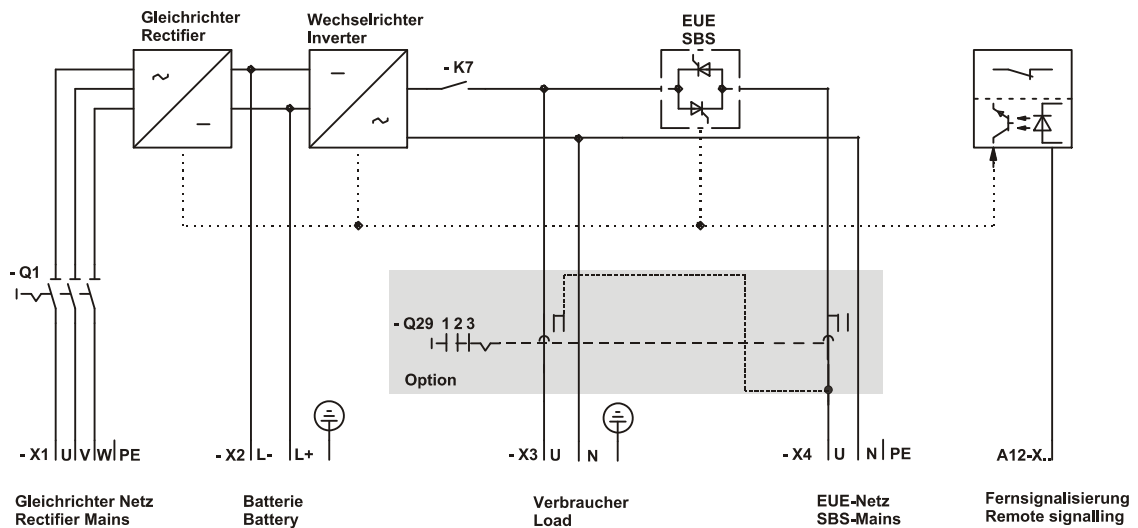 Gleichrichter
Rectifier
Wechselrichter
Inverter
EUE
SBS
- K7
- Q1
- Q29 1 2 3
Option
- X1 U V W PE
- X2 L- L+
- X3 U N
- X4 U N PE
A12-X..
Gleichrichter Netz
Rectifier Mains
Batterie
Battery
Verbraucher
Load
EUE-Netz
SBS-Mains
Fernsignalisierung
Remote signalling